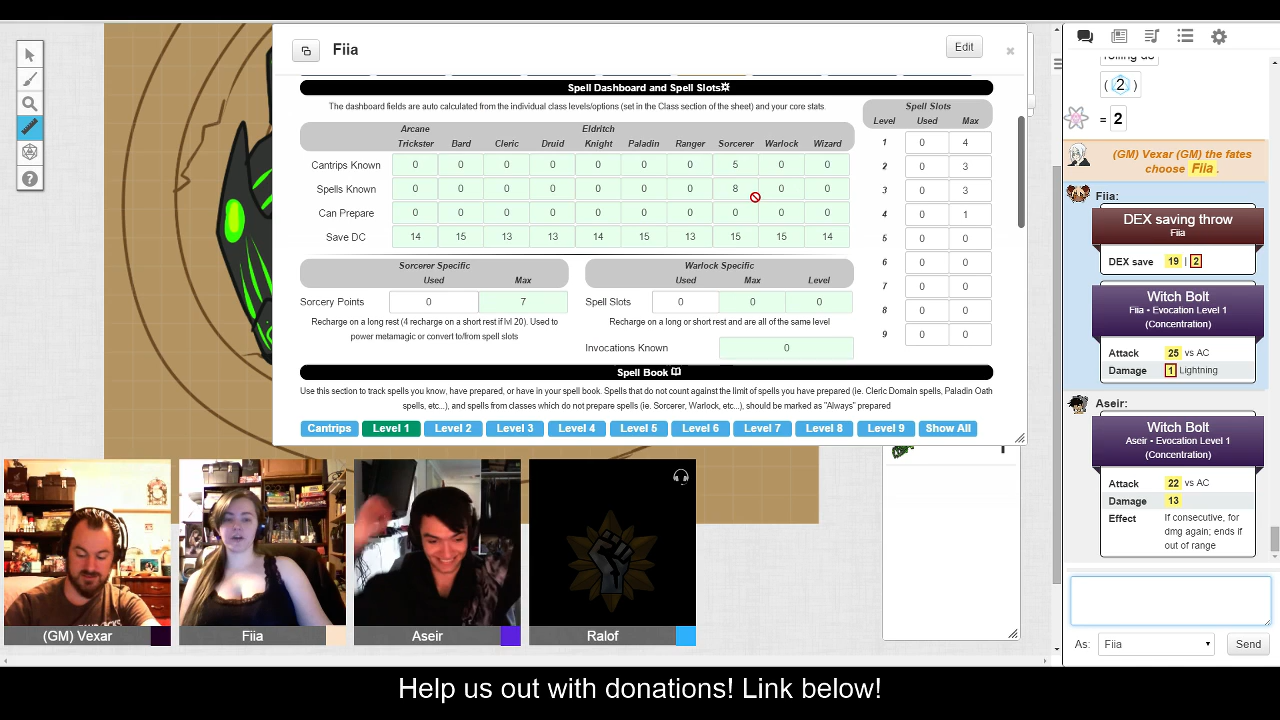 Fiia
Edit
Spell Dashboard and Spell Slots
The dashboard fields are auto calculated from the individual class levels/options (set in the Class section of the sheet) and your core stats.
Arcane Trickster Bard Cleric Druid Eldritch Knight Paladin Ranger Sorcerer Warlock Wizard
Cantrips Known 0 0 0 0 0 0 0 5 0 0
Spells Known 0 0 0 0 0 0 0 8 0 0
Can Prepare 0 0 0 0 0 0 0 0 0 0
Save DC 14 15 13 13 14 15 13 15 15 14
Spell Slots
Level Used Max
1 0 4
2 0 3
3 0 3
4 0 1
5 0 0
6 0 0
7 0 0
8 0 0
9 0 0
Sorcerer Specific
Used Max
Sorcery Points 0 7
Recharge on a long rest (4 recharge on a short rest if lvl 20). Used to
power metamagic or convert to/from spell slots
Warlock Specific
Used Max Level
Spell Slots 0 0 0
Recharge on a long or short rest and are all of the same level
Invocations Known 0
Spell Book
Use this section to track spells you know, have prepared, or have in your spell book. Spells that do not count against the limit of spells you have prepared (ie. Cleric Domain spells, Paladin Oath
spells, etc...), and spells from classes which do not prepare spells (ie. Sorcerer, Warlock, etc...), should be marked as "Always" prepared
Cantrips Level 1 Level 2 Level 3 Level 4 Level 5 Level 6 Level 7 Level 8 Level 9 Show All
(2)
= 2
(GM) Vexar (GM) the fates
choose Fiia .
Fiia:
DEX saving throw
Fiia
DEX save 19 | 2
Witch Bolt
Fiia - Evocation Level 1
(Concentration)
Attack 25 vs AC
Damage 1 Lightning
Aseir:
Witch Bolt
Aseir - Evocation Level 1
(Concentration)
Attack 22 vs AC
Damage 13
Effect If consecutive, for
dmg again; ends if
out of range
As: Fiia Send
(GM) Vexar
Fiia
Aseir
Ralof
Help us out with donations! Link below!